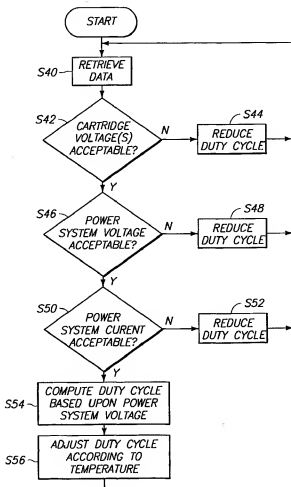 START
S40
RETRIEVE
DATA
S42
CARTRIDGE
VOLTAGE(S)
ACCEPTABLE?
N
S44
REDUCE
DUTY CYCLE
Y
S46
POWER
SYSTEM VOLTAGE
ACCEPTABLE?
N
S48
REDUCE
DUTY CYCLE
Y
S50
POWER
SYSTEM CURENT
ACCEPTABLE?
N
S52
REDUCE
DUTY CYCLE
Y
S54
COMPUTE DUTY CYCLE
BASED UPON POWER
SYSTEM VOLTAGE
S56
ADJUST DUTY CYCLE
ACCORDING TO
TEMPERATURE